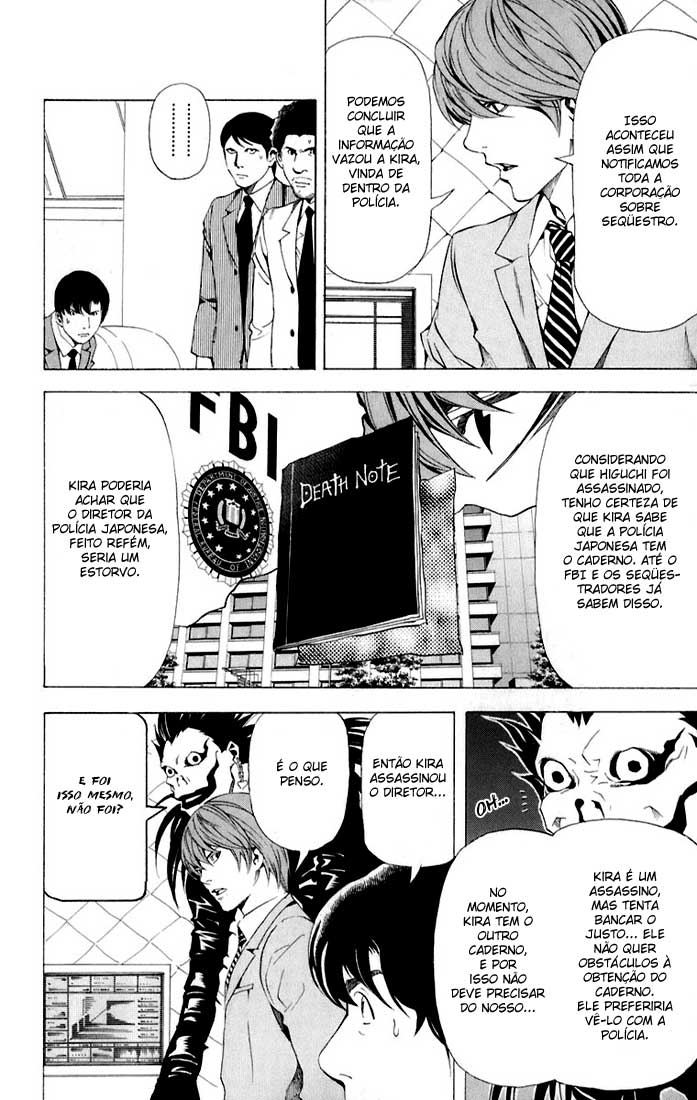 ISSO
ACONTECEU
ASSIM QUE
NOTIFICAMOS
TODA A
CORPORAÇÃO
SOBRE
SEQÜESTRO.
PODEMOS
CONCLUIR
QUE A
INFORMAÇÃO
VAZOU A KIRA,
VINDA DE
DENTRO DA
POLÍCIA.
CONSIDERANDO
QUE HIGUCHI FOI
ASSASSINADO,
TENHO CERTEZA
DE QUE KIRA SABE
QUE A POLÍCIA
JAPONESA TEM
O CADERNO. ATÉ O
FBI E OS SEQÜES-
TRADORES JÁ
SABEM DISSO.
FBI
DEATH NOTE
KIRA PODERIA
ACHAR QUE
O DIRETOR DA
POLÍCIA JAPONESA,
FEITO REFÉM,
SERIA UM
ESTORVO.
OH...
KIRA É UM
ASSASSINO,
MAS TENTA
BANCAR O
JUSTO... ELE
NÃO QUER
OBSTÁCULOS À
OBTENÇÃO DO
CADERNO.
ELE PREFERIRIA
VÊ-LO COM A
POLÍCIA.
NO
MOMENTO,
KIRA TEM O
OUTRO
CADERNO,
E POR
ISSO NÃO
DEVE PRECISAR
DO NOSSO...
ENTÃO KIRA
ASSASSINOU
O DIRETOR...
É O QUE
PENSO.
E FOI
ISSO MESMO,
NÃO FOI?